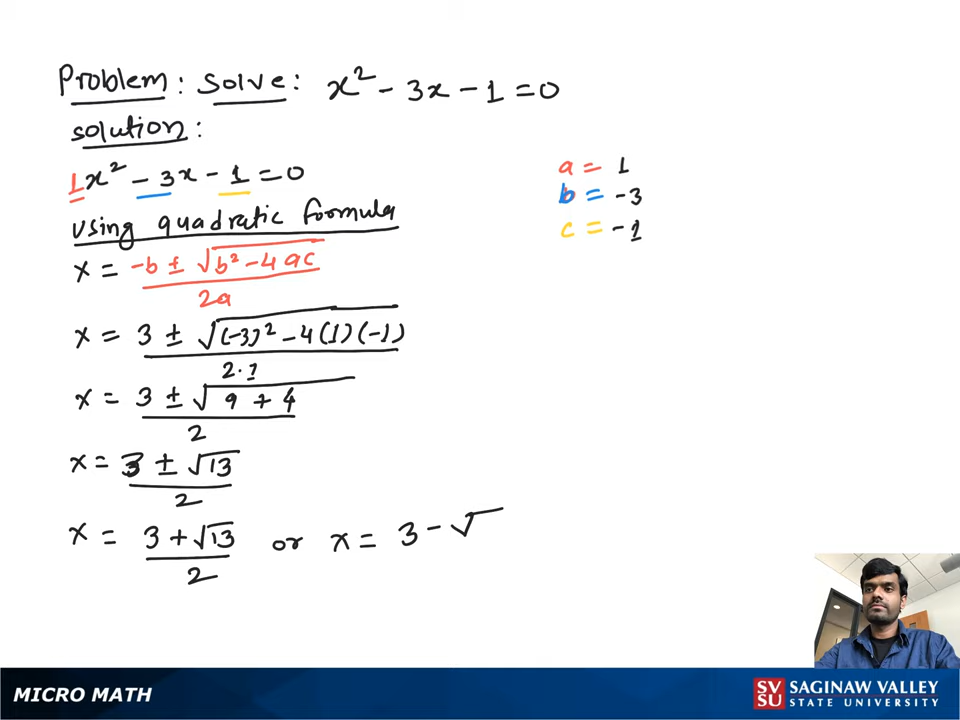 Problem: Solve: x² - 3x - 1 = 0
solution:
1x² - 3x - 1 = 0
a = 1
b = -3
c = -1
using quadratic formula
x = -b ± √b² - 4ac / 2a
x = 3 ± √(-3)² - 4(1)(-1) / 2·1
x = 3 ± √9 + 4 / 2
x = 3 ± √13 / 2
x = 3 + √13 / 2 or x = 3 - √
MICRO MATH
SV SU SAGINAW VALLEY
STATE UNIVERSITY